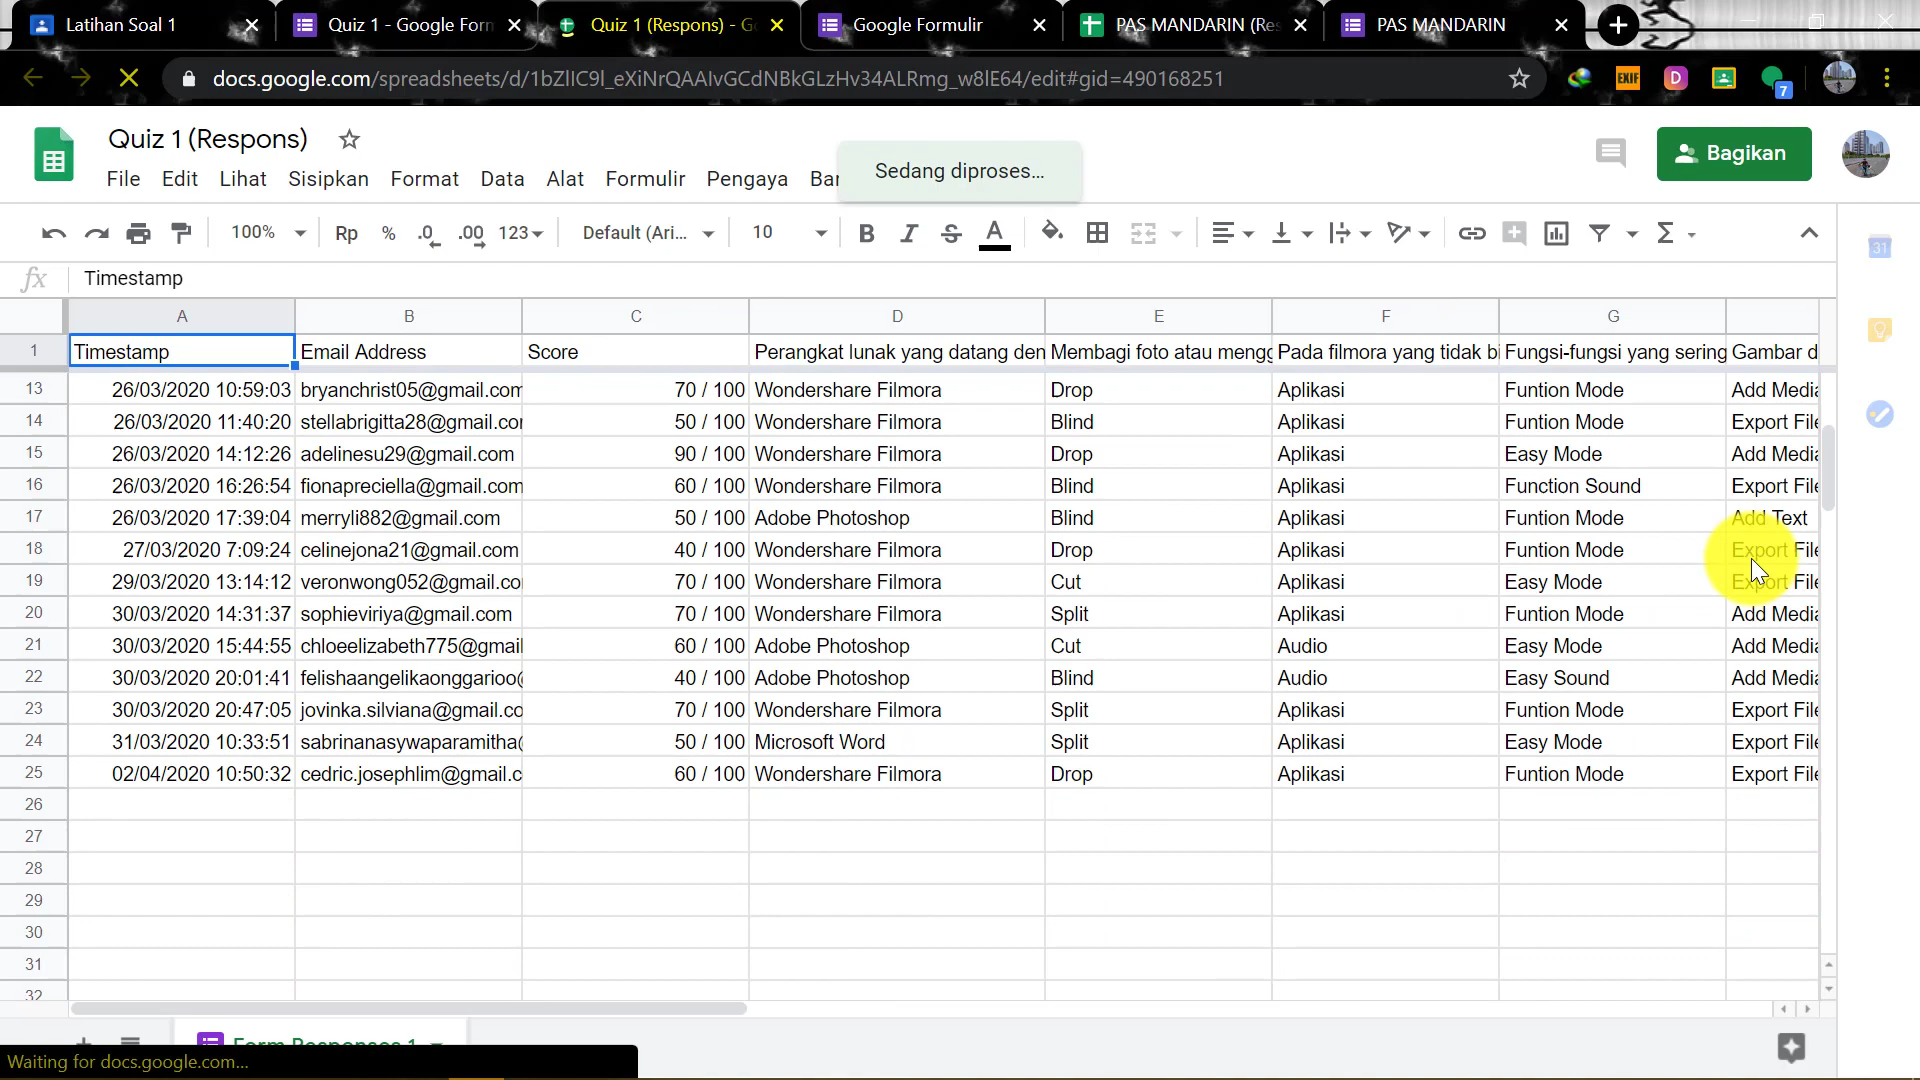 Latihan Soal 1
Quiz 1 - Google Forn
Quiz 1 (Respons) - G
Google Formulir
PAS MANDARIN (Res
PAS MANDARIN
docs.google.com/spreadsheets/d/1bZlIC9l_eXiNrQAAlvGCdNBkGLzHv34ALRmg_w8lE64/edit#gid=490168251
EXIF
D
7
Quiz 1 (Respons)
File Edit Lihat Sisipkan Format Data Alat Formulir Pengaya Bar
Sedang diproses...
Bagikan
100% Rp % .0 .00 123 Default (Ari... 10 B I S A
31
fx Timestamp
A B C D E F G
1 Timestamp Email Address Score Perangkat lunak yang datang den Membagi foto atau mengg Pada filmora yang tidak bi Fungsi-fungsi yang sering Gambar d
13 26/03/2020 10:59:03 bryanchrist05@gmail.com 70 / 100 Wondershare Filmora Drop Aplikasi Funtion Mode Add Media
14 26/03/2020 11:40:20 stellabrigitta28@gmail.cor 50 / 100 Wondershare Filmora Blind Aplikasi Funtion Mode Export File
15 26/03/2020 14:12:26 adelinesu29@gmail.com 90 / 100 Wondershare Filmora Drop Aplikasi Easy Mode Add Media
16 26/03/2020 16:26:54 fionapreciella@gmail.com 60 / 100 Wondershare Filmora Blind Aplikasi Function Sound Export File
17 26/03/2020 17:39:04 merryli882@gmail.com 50 / 100 Adobe Photoshop Blind Aplikasi Funtion Mode Add Text
18 27/03/2020 7:09:24 celinejona21@gmail.com 40 / 100 Wondershare Filmora Drop Aplikasi Funtion Mode Export File
19 29/03/2020 13:14:12 veronwong052@gmail.co 70 / 100 Wondershare Filmora Cut Aplikasi Easy Mode Export File
20 30/03/2020 14:31:37 sophieviriya@gmail.com 70 / 100 Wondershare Filmora Split Aplikasi Funtion Mode Add Media
21 30/03/2020 15:44:55 chloeelizabeth775@gmail 60 / 100 Adobe Photoshop Cut Audio Easy Mode Add Media
22 30/03/2020 20:01:41 felishaangelikaonggarioo@ 40 / 100 Adobe Photoshop Blind Audio Easy Sound Add Media
23 30/03/2020 20:47:05 jovinka.silviana@gmail.co 70 / 100 Wondershare Filmora Split Aplikasi Funtion Mode Export File
24 31/03/2020 10:33:51 sabrinanasywaparamitha@ 50 / 100 Microsoft Word Split Aplikasi Easy Mode Export File
25 02/04/2020 10:50:32 cedric.josephlim@gmail.c 60 / 100 Wondershare Filmora Drop Aplikasi Funtion Mode Export File
26
27
28
29
30
31
32
Form Responses 1
Waiting for docs.google.com...